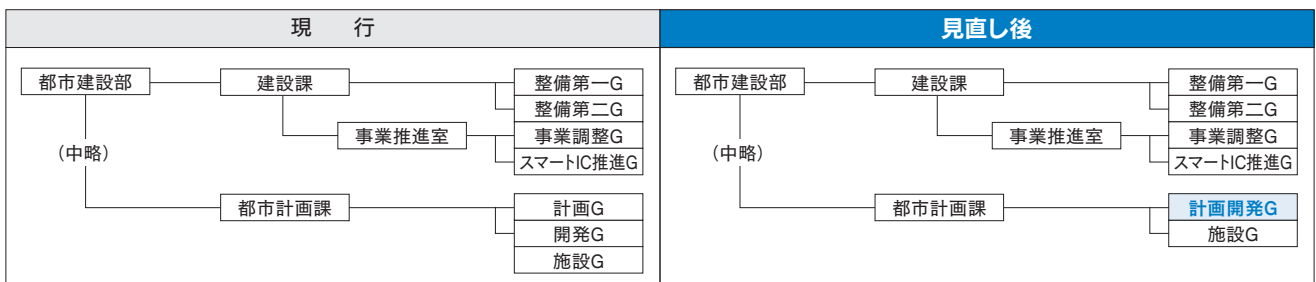 現　行
都市建設部
建設課
整備第一G
整備第二G
事業推進室
事業調整G
スマートIC推進G
（中略）
都市計画課
計画G
開発G
施設G
見直し後
都市建設部
建設課
整備第一G
整備第二G
事業推進室
事業調整G
スマートIC推進G
（中略）
都市計画課
計画開発G
施設G